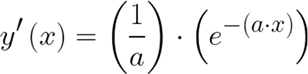 y′(x) = (1/a) · (e^{−(a·x)})